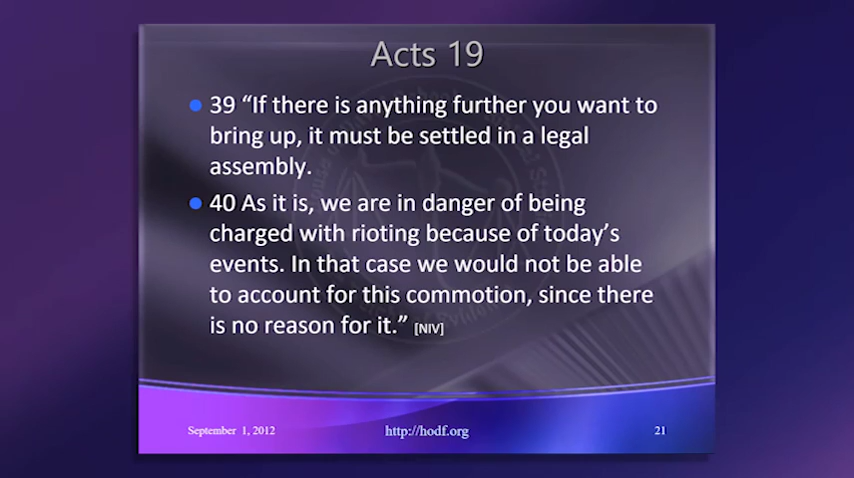 Acts 19
39 “If there is anything further you want to
bring up, it must be settled in a legal
assembly.
40 As it is, we are in danger of being
charged with rioting because of today’s
events. In that case we would not be able
to account for this commotion, since there
is no reason for it.” [NIV]
September 1, 2012
http://hodf.org
21